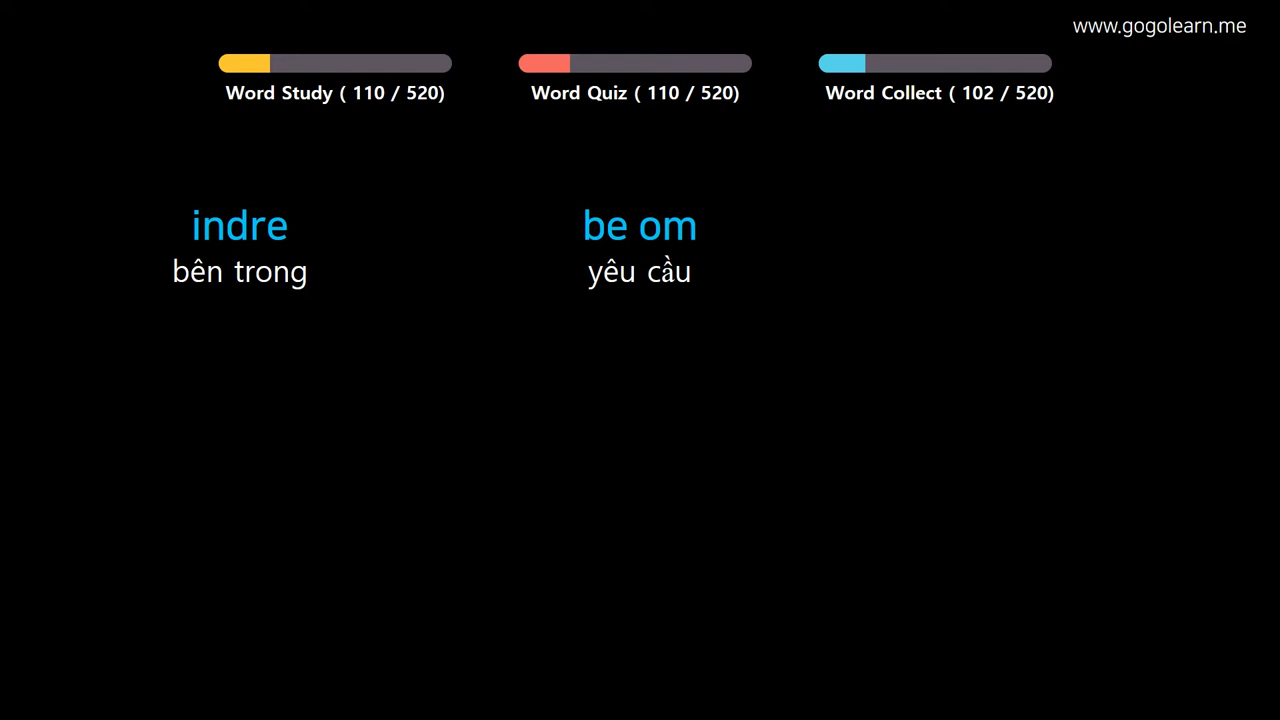 www.gogolearn.me
Word Study ( 110 / 520)
Word Quiz ( 110 / 520)
Word Collect ( 102 / 520)
indre
bên trong
be om
yêu cầu